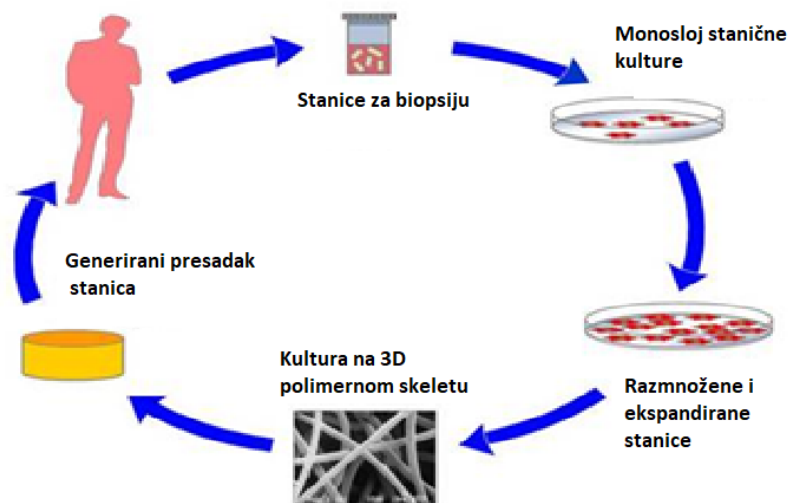 Stanice za biopsiju
Monosloj stanične
kulture
Razmnožene i
ekspandirane
stanice
Kultura na 3D
polimernom skeletu
Generirani presadak
stanica